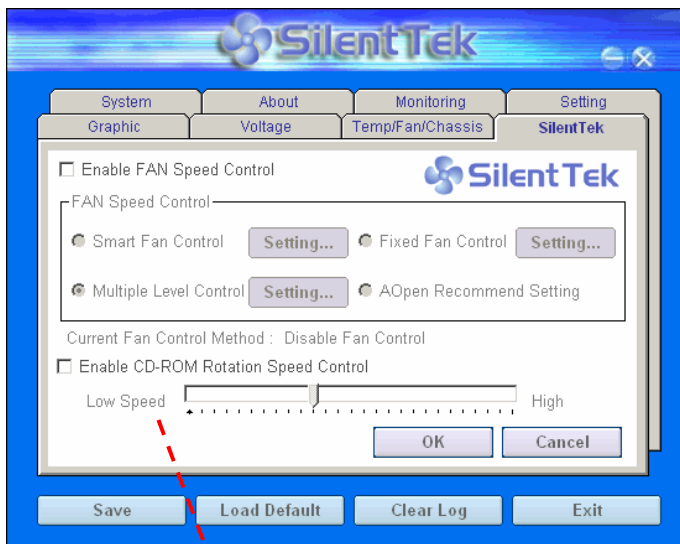 SilentTek
System About Monitoring Setting
Graphic Voltage Temp/Fan/Chassis SilentTek
Enable FAN Speed Control SilentTek
FAN Speed Control
Smart Fan Control Setting... Fixed Fan Control Setting...
Multiple Level Control Setting... AOpen Recommend Setting
Current Fan Control Method : Disable Fan Control
Enable CD-ROM Rotation Speed Control
Low Speed High
OK Cancel
Save Load Default Clear Log Exit